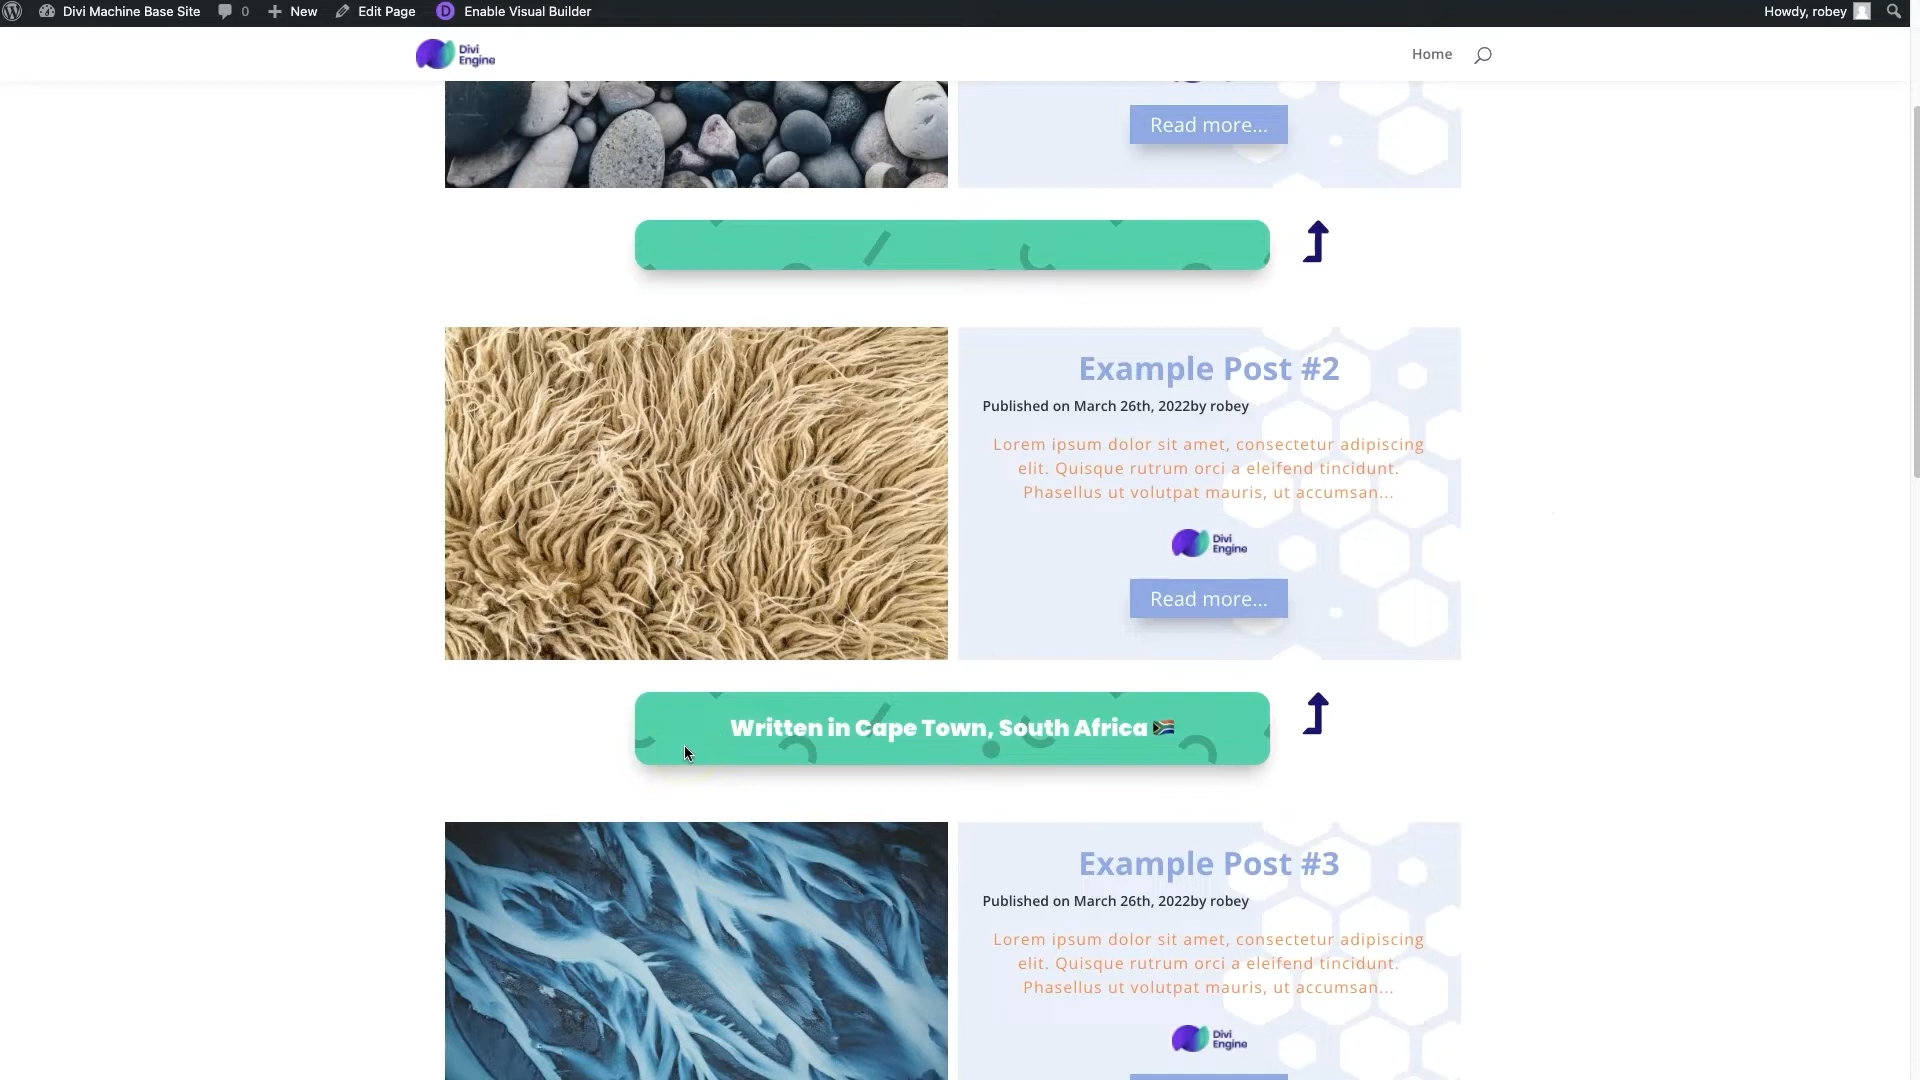 Divi Machine Base Site 0 New Edit Page D Enable Visual Builder Howdy, robey
Divi
Engine
Home
Read more...
Example Post #2
Published on March 26th, 2022by robey
Lorem ipsum dolor sit amet, consectetur adipiscing
elit. Quisque rutrum orci a eleifend tincidunt.
Phasellus ut volutpat mauris, ut accumsan...
Divi
Engine
Read more...
Written in Cape Town, South Africa 🇿🇦
Example Post #3
Published on March 26th, 2022by robey
Lorem ipsum dolor sit amet, consectetur adipiscing
elit. Quisque rutrum orci a eleifend tincidunt.
Phasellus ut volutpat mauris, ut accumsan...
Divi
Engine